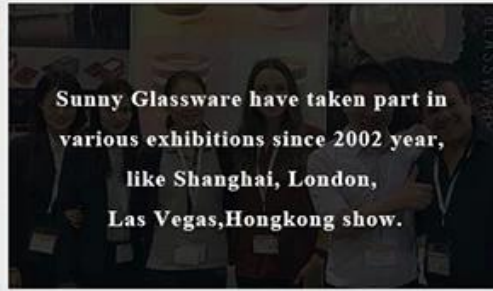 Sunny Glassware have taken part in
various exhibitions since 2002 year,
like Shanghai, London,
Las Vegas,Hongkong show.